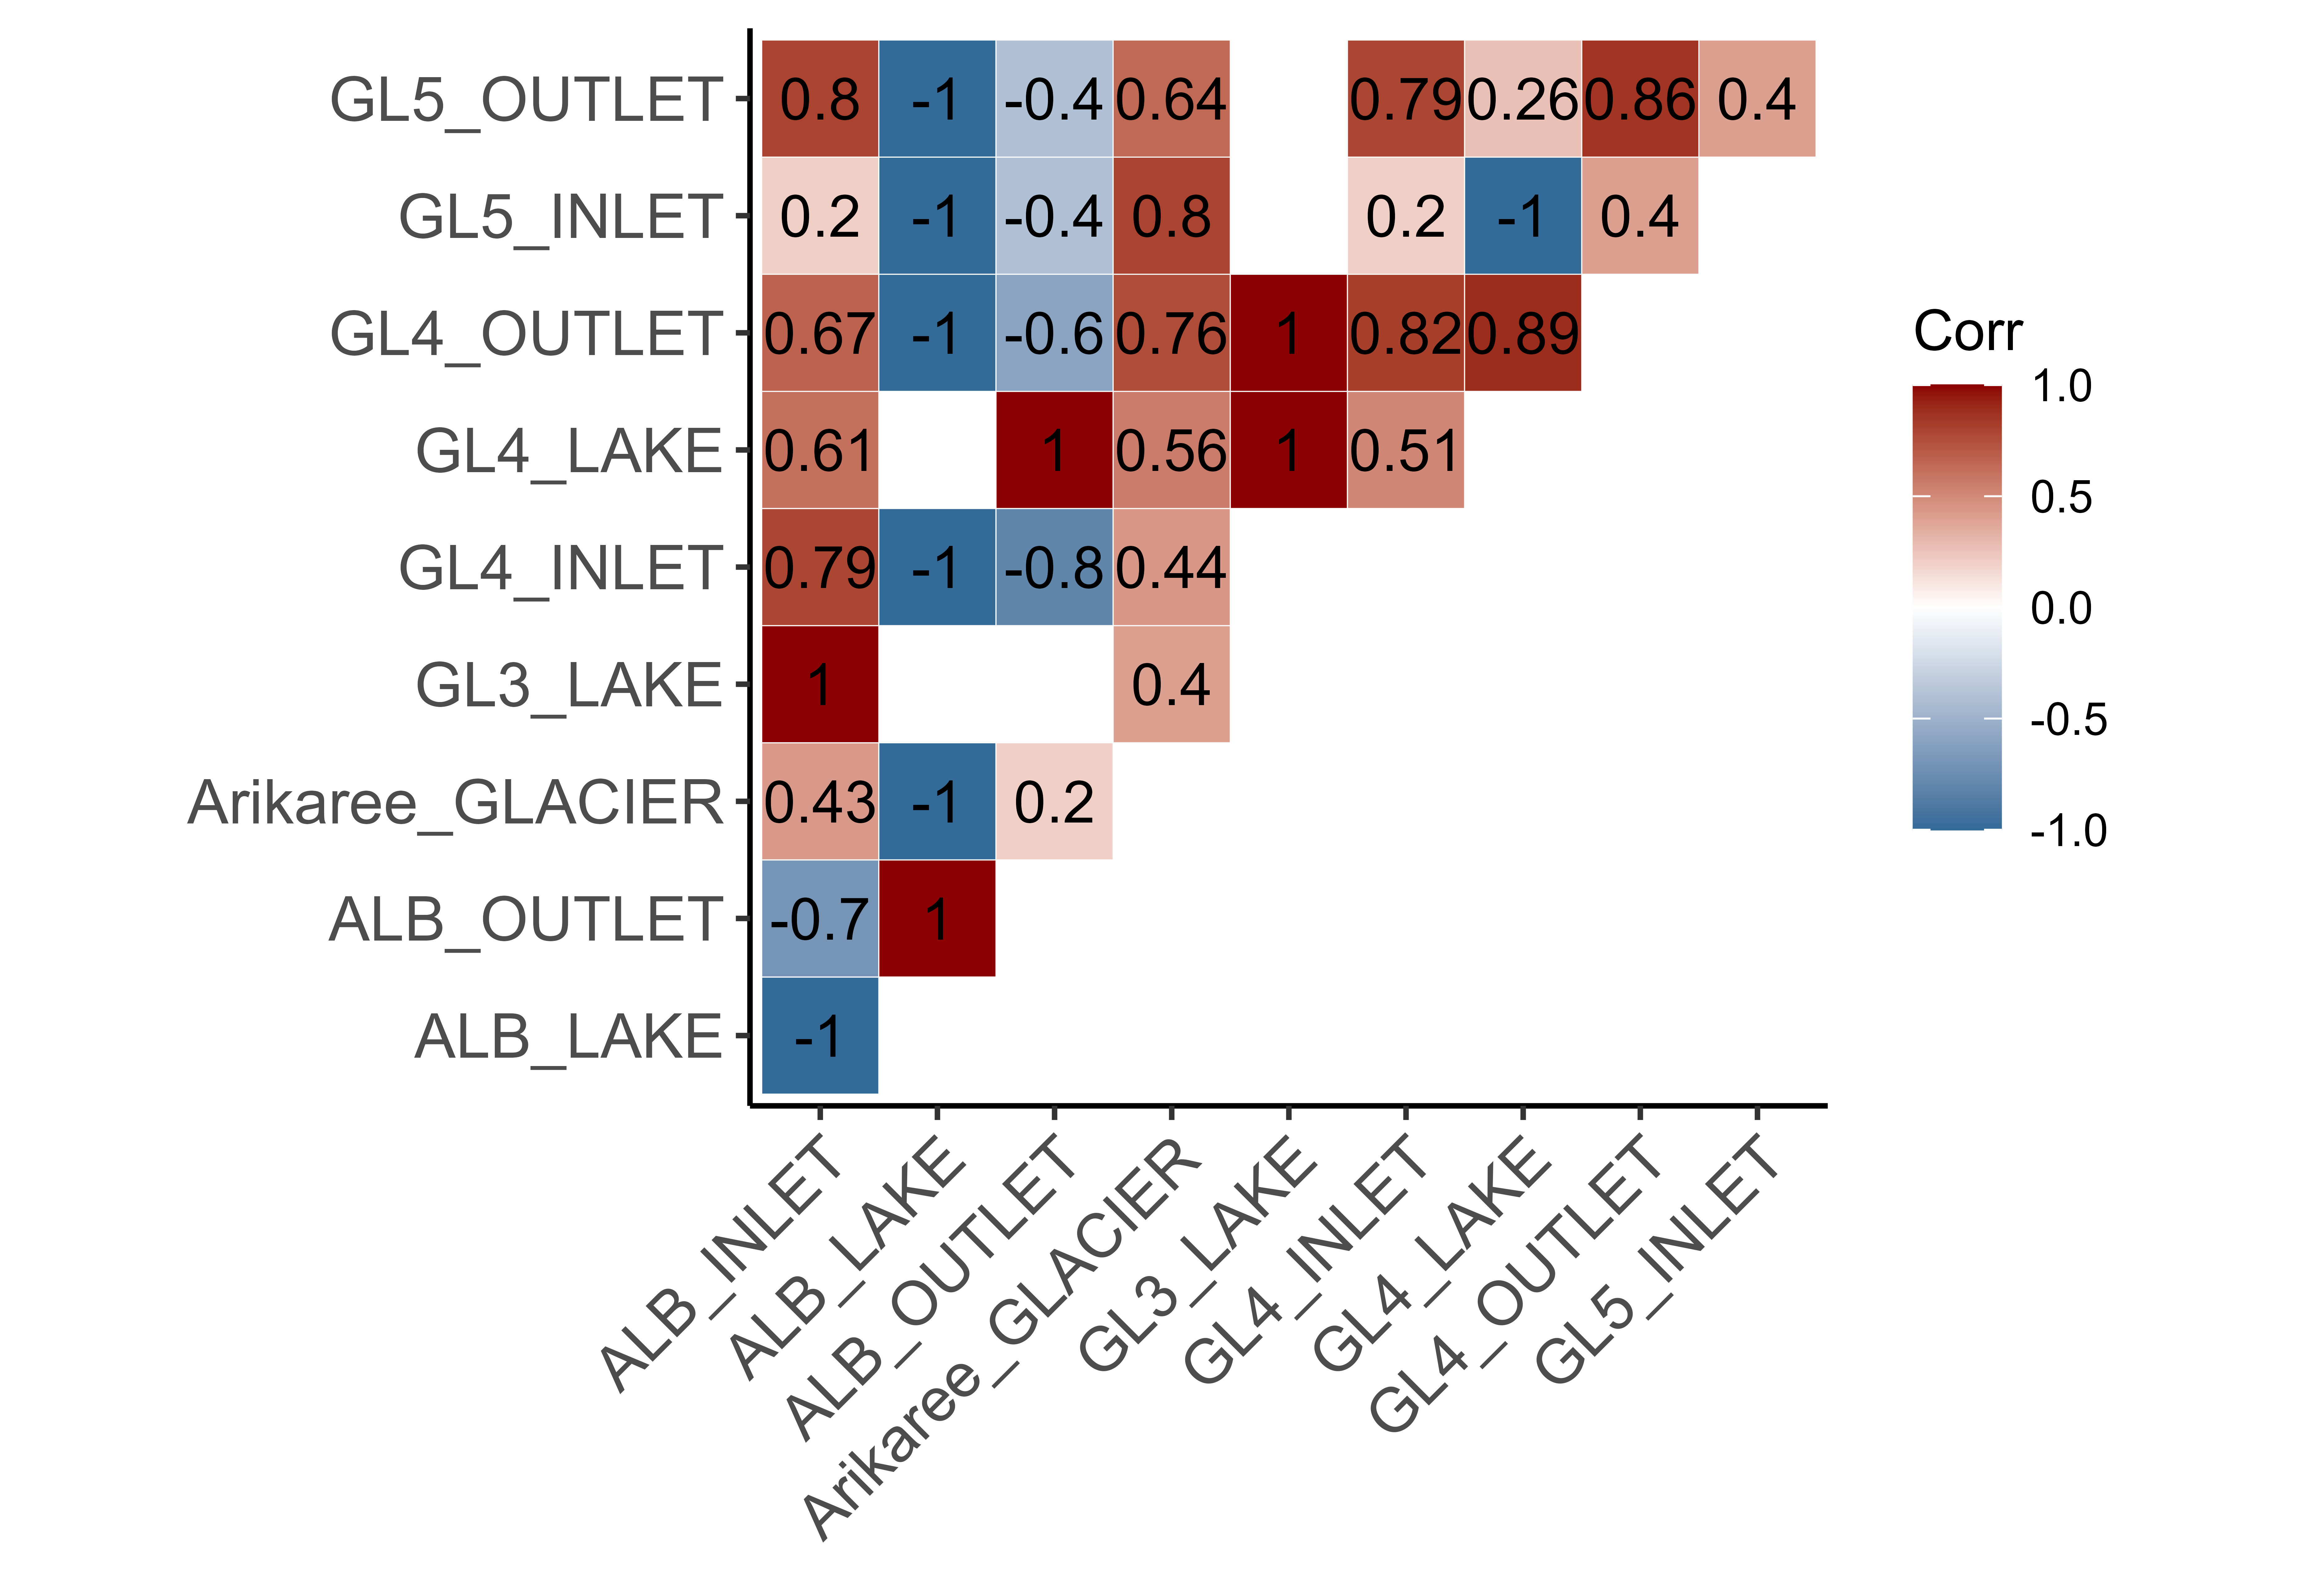 GL5_OUTLET 0.8 -1 -0.4 0.64 0.79 0.26 0.86 0.4
GL5_INLET 0.2 -1 -0.4 0.8 0.2 -1 0.4
GL4_OUTLET 0.67 -1 -0.6 0.76 1 0.82 0.89
GL4_LAKE 0.61 1 0.56 1 0.51
GL4_INLET 0.79 -1 -0.8 0.44
GL3_LAKE 1 0.4
Arikaree_GLACIER 0.43 -1 0.2
ALB_OUTLET -0.7 1
ALB_LAKE -1
ALB_INLET
ALB_LAKE
ALB_OUTLET
Arikaree_GLACIER
GL3_LAKE
GL4_INLET
GL4_LAKE
GL4_OUTLET
GL5_INLET
Corr
1.0
0.5
0.0
-0.5
-1.0